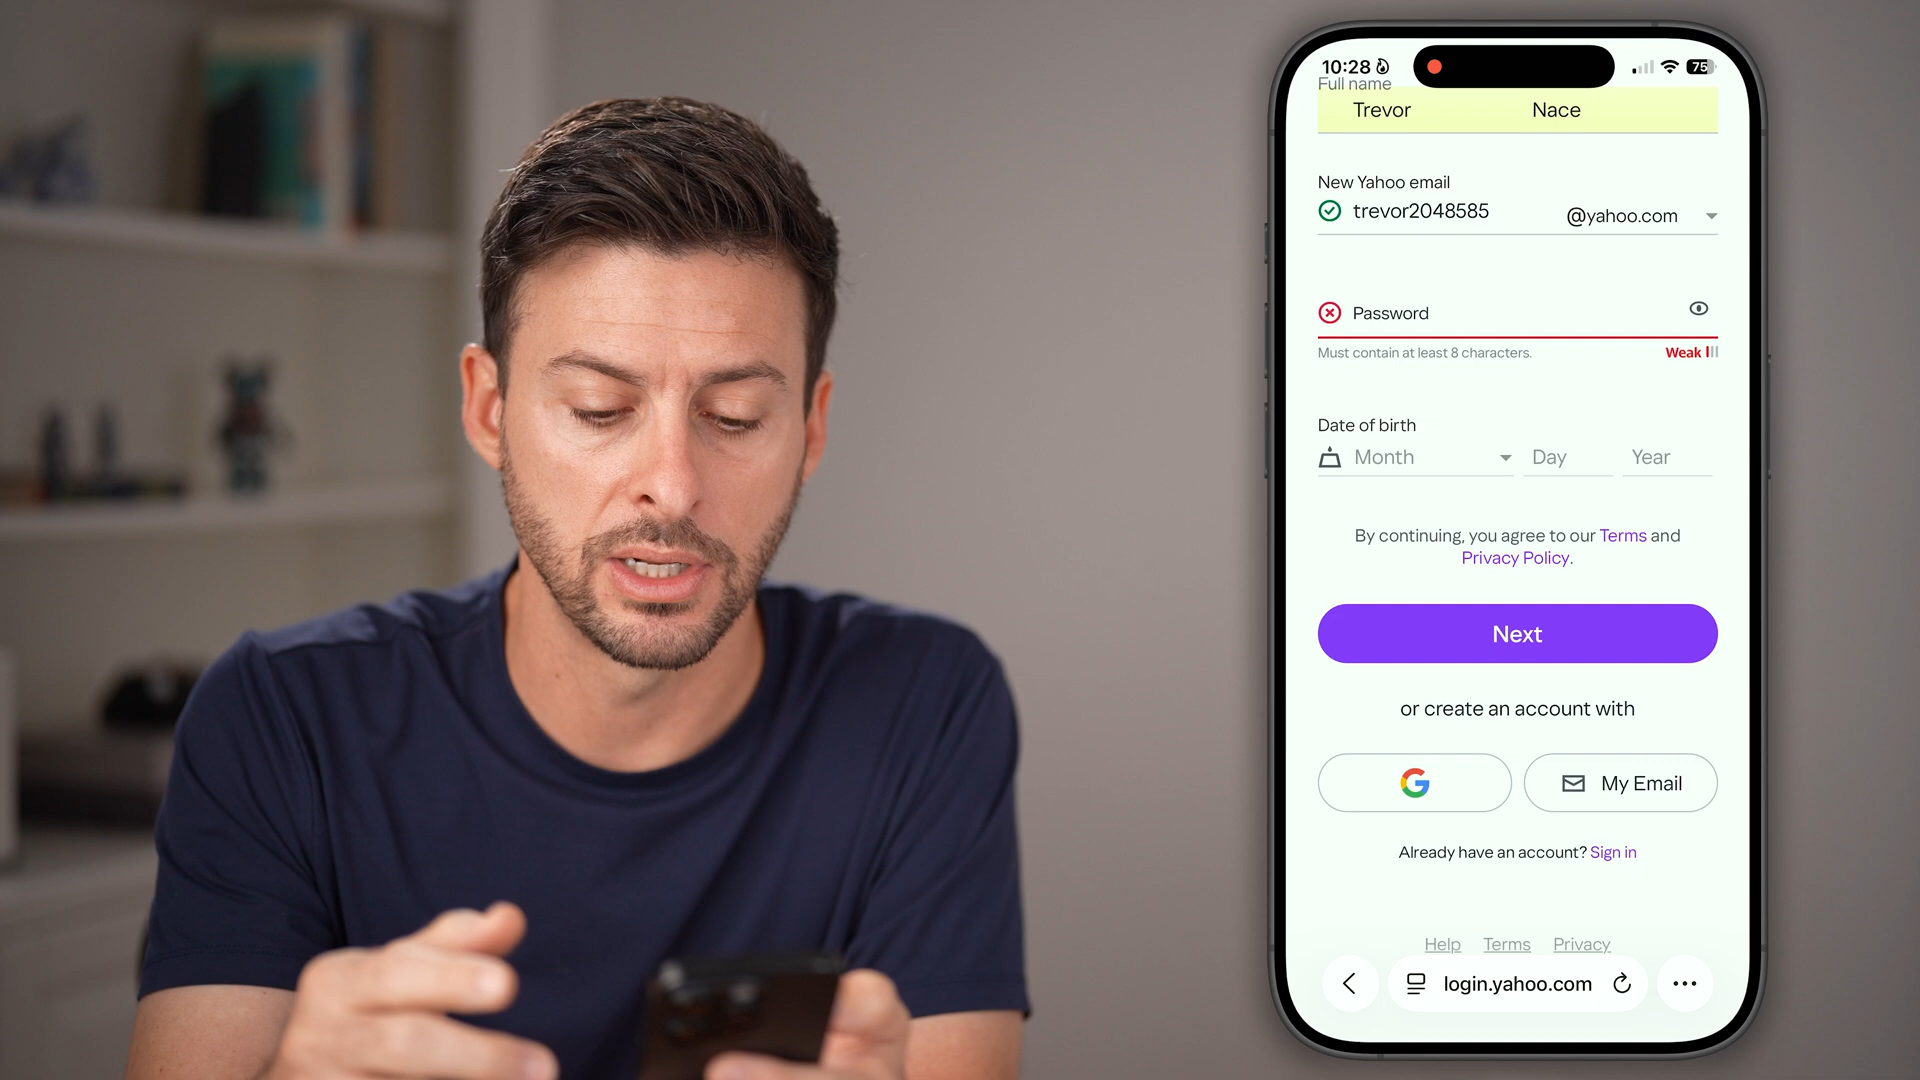 10:28
75
Full name
Trevor Nace
New Yahoo email
trevor2048585 @yahoo.com
Password
Must contain at least 8 characters. Weak
Date of birth
Month Day Year
By continuing, you agree to our Terms and
Privacy Policy.
Next
or create an account with
G My Email
Already have an account? Sign in
Help Terms Privacy
login.yahoo.com